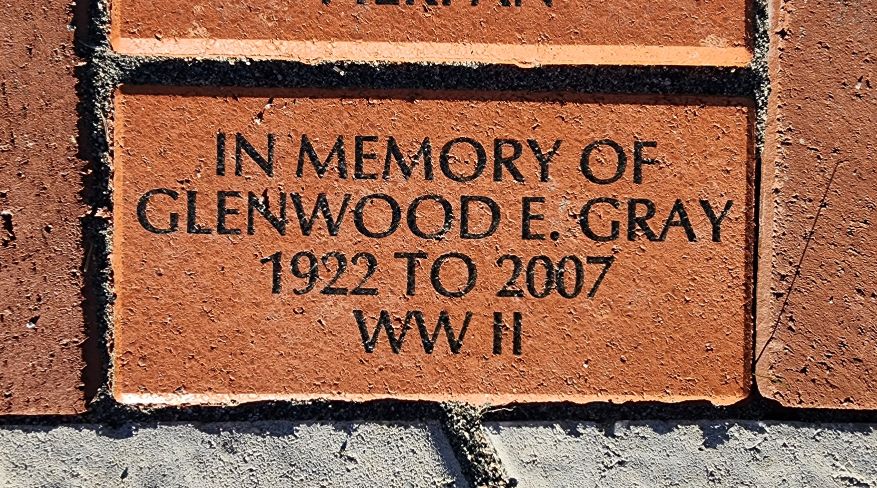 IN MEMORY OF
GLENWOOD E. GRAY
1922 TO 2007
WW II